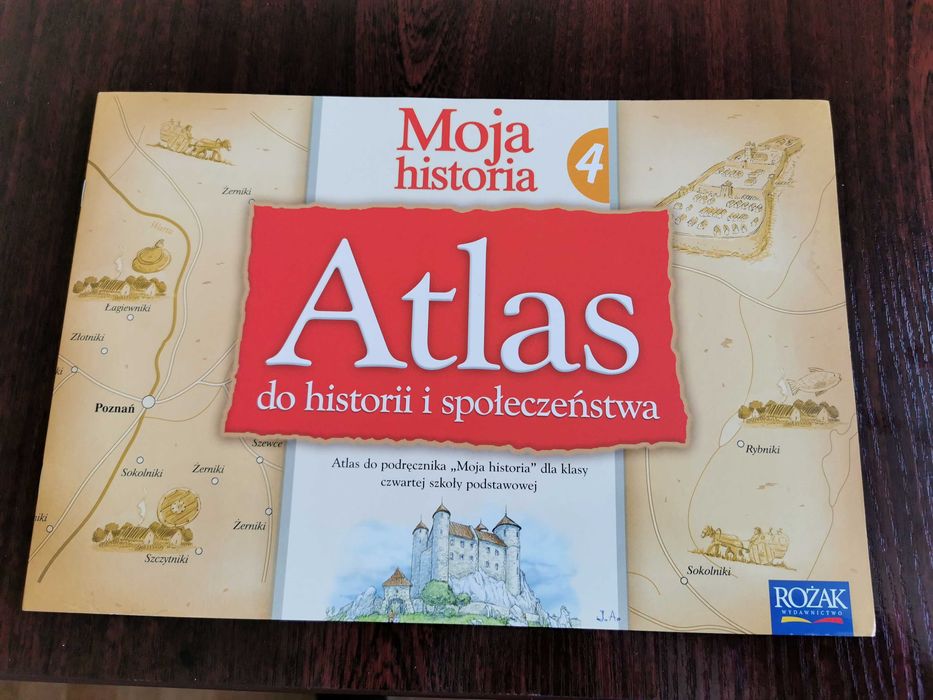 Moja
historia
4
Atlas
do historii i społeczeństwa
Atlas do podręcznika „Moja historia" dla klasy
czwartej szkoły podstawowej
Żerniki
Warta
Łagiewniki
Złotniki
Poznań
Szewce
Sokolniki
Żerniki
Żerniki
Szczytniki
Rybniki
Sokolniki
J.A.
ROŻAK
WYDAWNICTWO